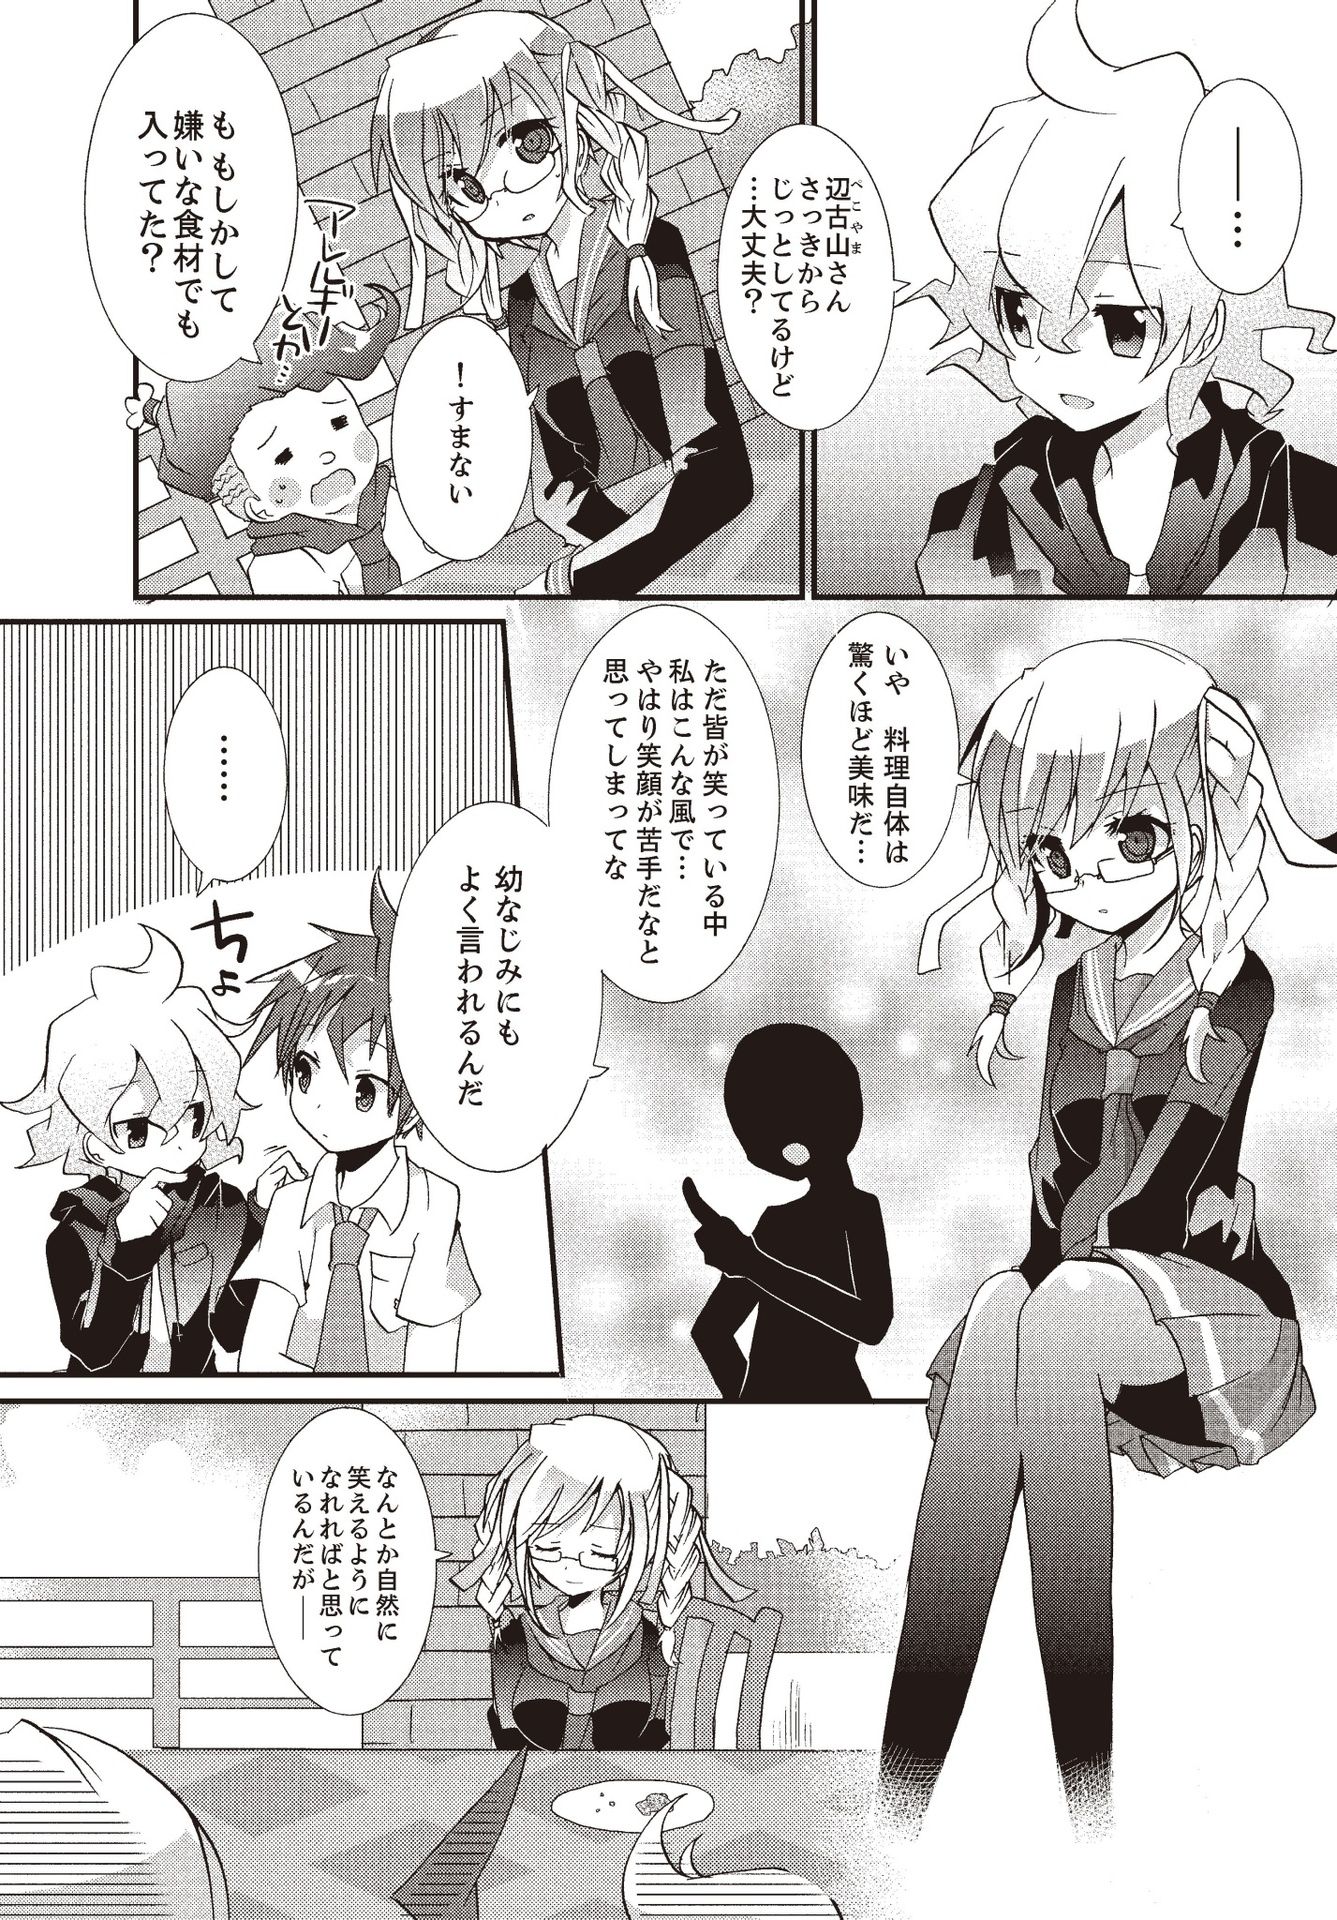 ──…
辺古山さん
ぺこやま
さっきから
じっとしてるけど
…大丈夫？
も もしかして
嫌いな食材でも
入ってた？
アレルギー
とか…
！すまない
いや　料理自体は
驚くほど美味だ…
ただ皆が笑っている中
私はこんな風で…
やはり笑顔が苦手だなと
思ってしまってな
幼なじみにも
よく言われるんだ
……
ちょ
なんとか自然に
笑えるように
なれればと思って
いるんだが──